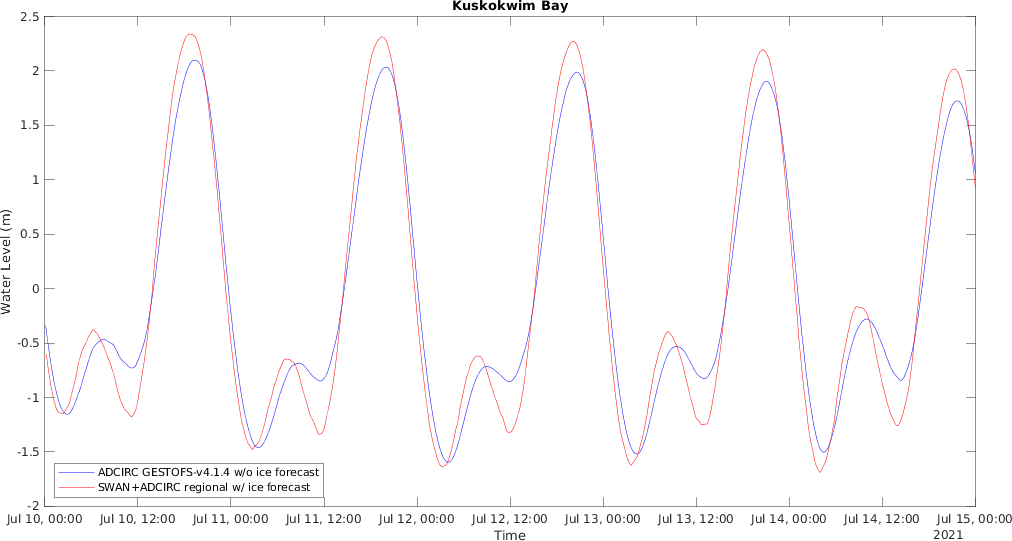 Kuskokwim Bay
2.5
2
1.5
1
0.5
0
-0.5
-1
-1.5
-2
Water Level (m)
ADCIRC GESTOFS-v4.1.4 w/o ice forecast
SWAN+ADCIRC regional w/ ice forecast
Jul 10, 00:00 Jul 10, 12:00 Jul 11, 00:00 Jul 11, 12:00 Jul 12, 00:00 Jul 12, 12:00 Jul 13, 00:00 Jul 13, 12:00 Jul 14, 00:00 Jul 14, 12:00 Jul 15, 00:00
Time
2021